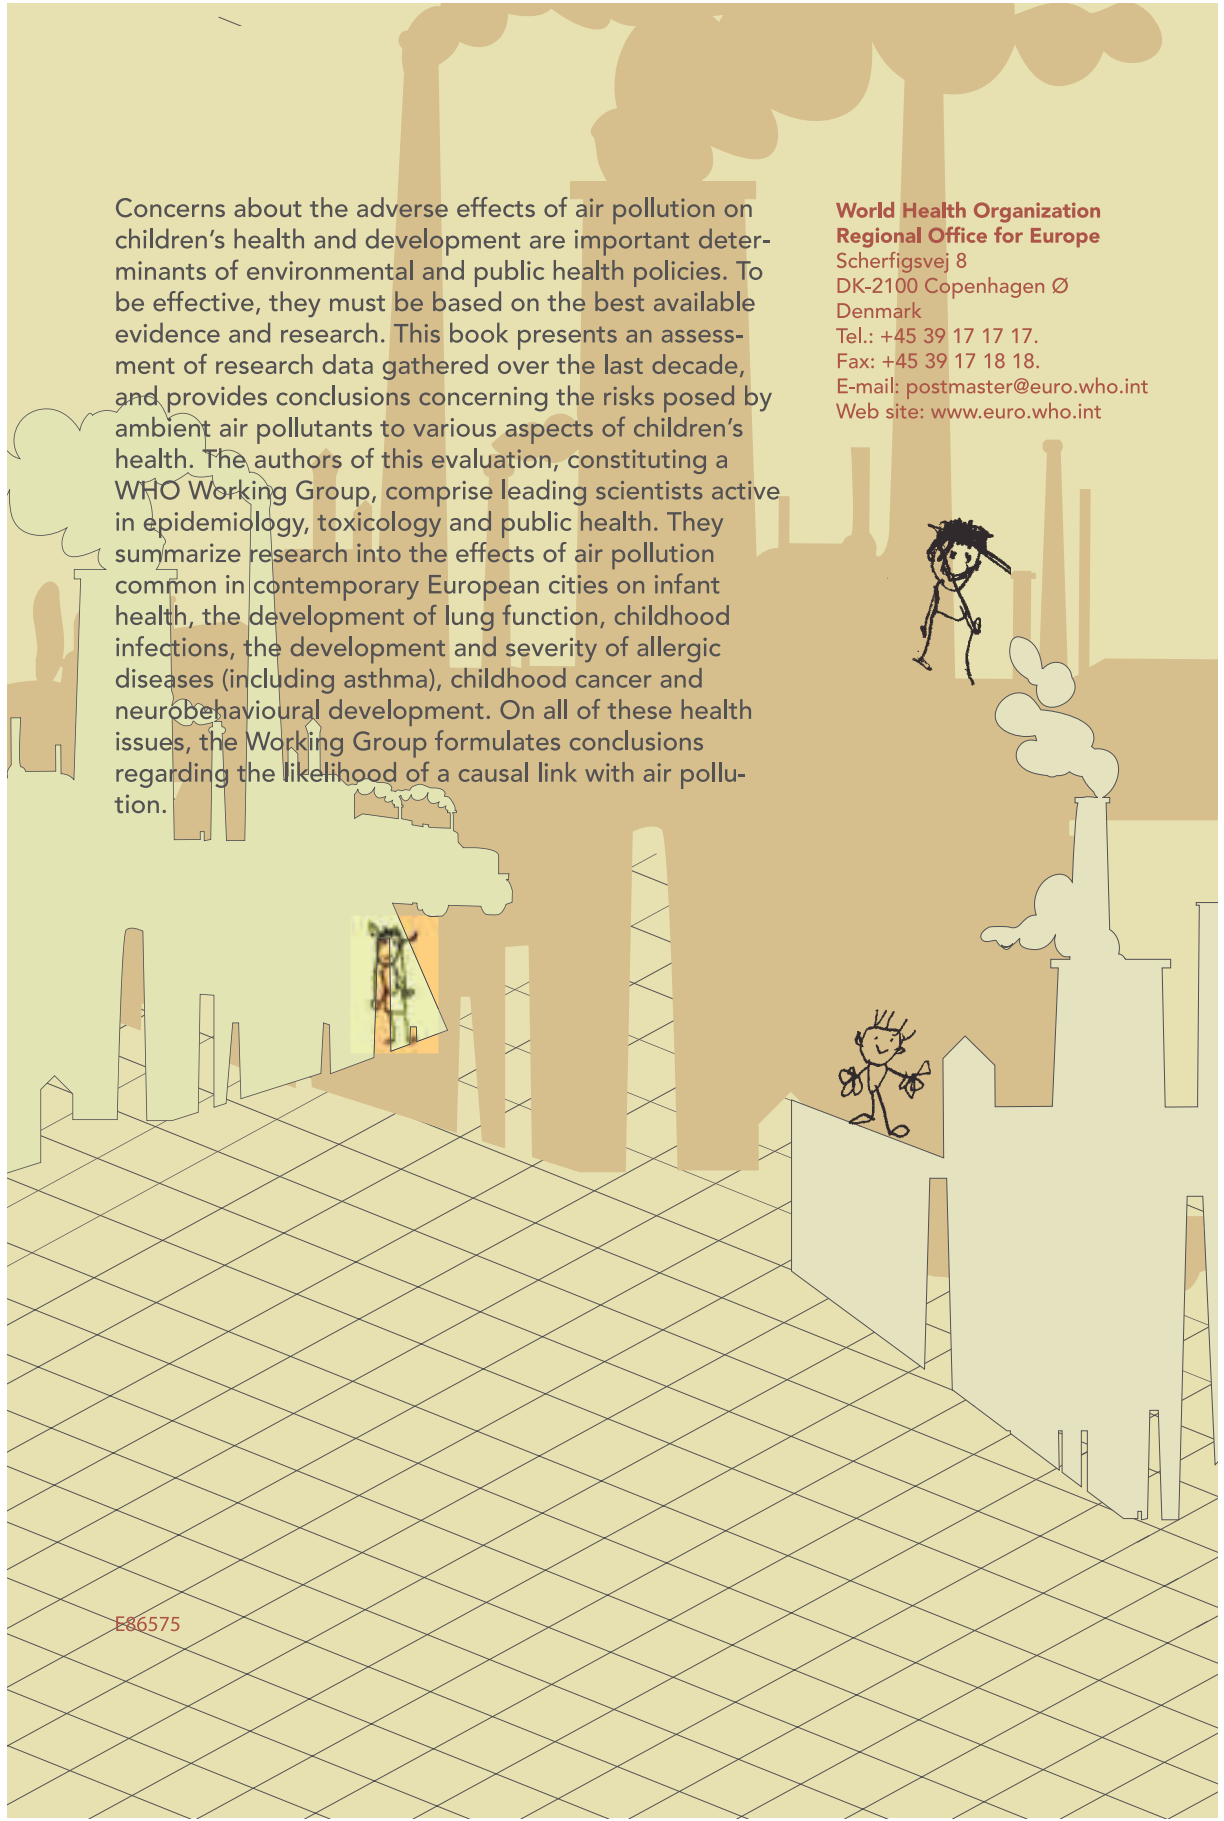 Concerns about the adverse effects of air pollution on
children’s health and development are important deter-
minants of environmental and public health policies. To
be effective, they must be based on the best available
evidence and research. This book presents an assess-
ment of research data gathered over the last decade,
and provides conclusions concerning the risks posed by
ambient air pollutants to various aspects of children’s
health. The authors of this evaluation, constituting a
WHO Working Group, comprise leading scientists active
in epidemiology, toxicology and public health. They
summarize research into the effects of air pollution
common in contemporary European cities on infant
health, the development of lung function, childhood
infections, the development and severity of allergic
diseases (including asthma), childhood cancer and
neurobehavioural development. On all of these health
issues, the Working Group formulates conclusions
regarding the likelihood of a causal link with air pollu-
tion.
World Health Organization
Regional Office for Europe
Scherfigsvej 8
DK-2100 Copenhagen Ø
Denmark
Tel.: +45 39 17 17 17.
Fax: +45 39 17 18 18.
E-mail: postmaster@euro.who.int
Web site: www.euro.who.int
E86575